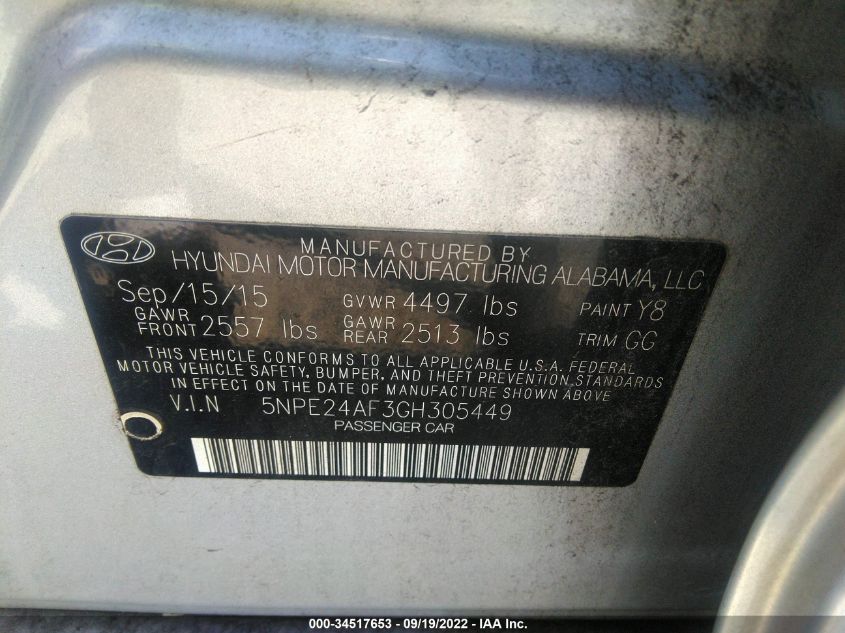 MANUFACTURED BY
HYUNDAI MOTOR MANUFACTURING ALABAMA, LLC
Sep/15/15 GVWR 4497 lbs PAINT Y8
GAWR FRONT 2557 lbs GAWR REAR 2513 lbs TRIM GG
THIS VEHICLE CONFORMS TO ALL APPLICABLE U.S.A. FEDERAL
MOTOR VEHICLE SAFETY, BUMPER, AND THEFT PREVENTION STANDARDS
IN EFFECT ON THE DATE OF MANUFACTURE SHOWN ABOVE.
V.I.N 5NPE24AF3GH305449
PASSENGER CAR
000-34517653 - 09/19/2022 - IAA Inc.